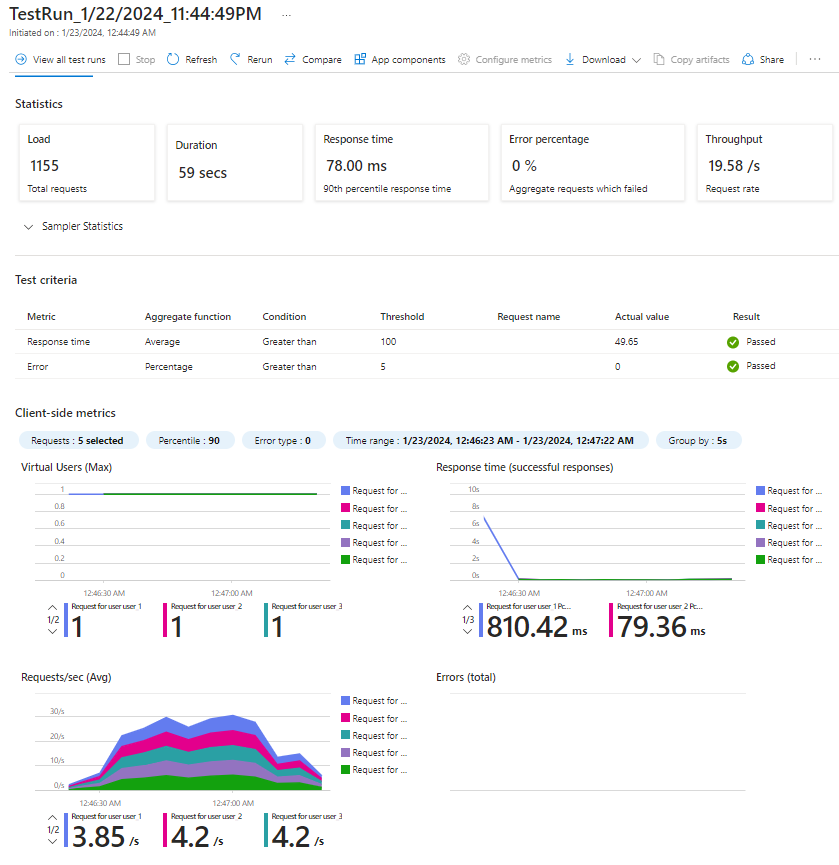 TestRun_1/22/2024_11:44:49PM ...
Initiated on : 1/23/2024, 12:44:49 AM
View all test runs Stop Refresh Rerun Compare App components Configure metrics Download Copy artifacts Share ...
Statistics
Load
1155
Total requests
Duration
59 secs
Response time
78.00 ms
90th percentile response time
Error percentage
0 %
Aggregate requests which failed
Throughput
19.58 /s
Request rate
Sampler Statistics
Test criteria
Metric Aggregate function Condition Threshold Request name Actual value Result
Response time Average Greater than 100 49.65 Passed
Error Percentage Greater than 5 0 Passed
Client-side metrics
Requests : 5 selected Percentile : 90 Error type : 0 Time range : 1/23/2024, 12:46:23 AM - 1/23/2024, 12:47:22 AM Group by : 5s
Virtual Users (Max)
1
0.8
0.6
0.4
0.2
0
12:46:30 AM 12:47:00 AM
Request for ...
Request for ...
Request for ...
Request for ...
Request for ...
1/2
Request for user user 1
1
Request for user user 2
1
Request for user user 3
1
Response time (successful responses)
10s
8s
6s
4s
2s
0s
12:46:30 AM 12:47:00 AM
Request for ...
Request for ...
Request for ...
Request for ...
Request for ...
1/3
Request for user user 1 Pc...
810.42 ms
Request for user user 2 Pc...
79.36 ms
Requests/sec (Avg)
30/s
20/s
10/s
0/s
12:46:30 AM 12:47:00 AM
Request for ...
Request for ...
Request for ...
Request for ...
Request for ...
1/2
Request for user user 1
3.85 /s
Request for user user 2
4.2 /s
Request for user user 3
4.2 /s
Errors (total)